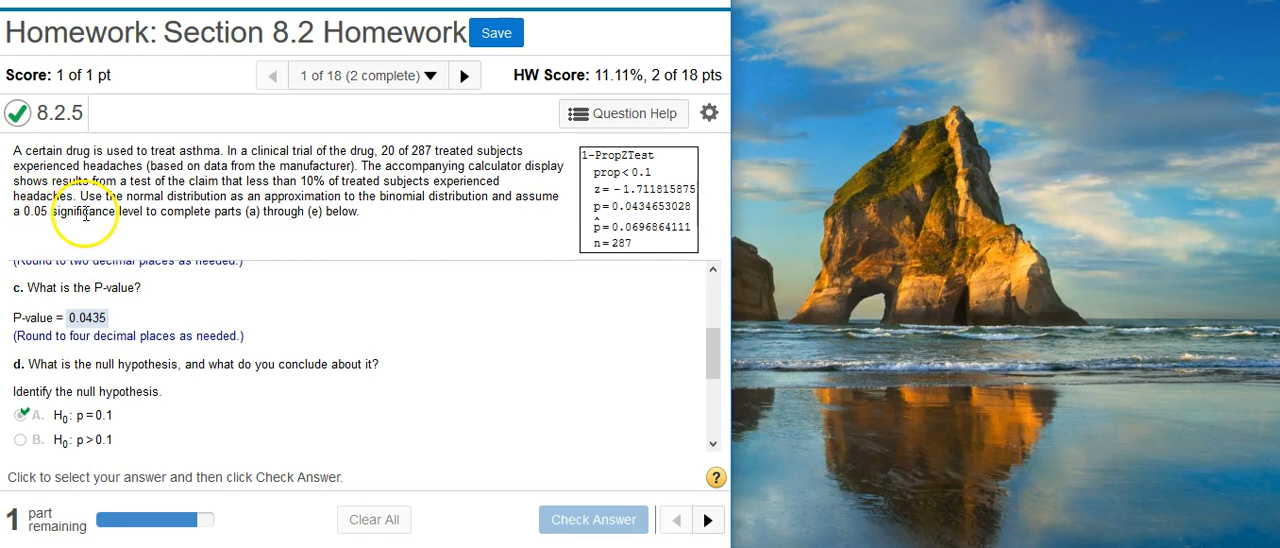 Homework: Section 8.2 Homework Save
Score: 1 of 1 pt 1 of 18 (2 complete) HW Score: 11.11%, 2 of 18 pts
8.2.5 Question Help
A certain drug is used to treat asthma. In a clinical trial of the drug, 20 of 287 treated subjects
experienced headaches (based on data from the manufacturer). The accompanying calculator display
shows results from a test of the claim that less than 10% of treated subjects experienced
headaches. Use the normal distribution as an approximation to the binomial distribution and assume
a 0.05 significance level to complete parts (a) through (e) below.
1-PropZTest
prop<0.1
z=-1.711815875
p=0.0434653028
p̂=0.0696864111
n=287
(Round to two decimal places as needed.)
c. What is the P-value?
P-value = 0.0435
(Round to four decimal places as needed.)
d. What is the null hypothesis, and what do you conclude about it?
Identify the null hypothesis.
A. H₀: p=0.1
B. H₀: p>0.1
Click to select your answer and then click Check Answer. ?
1 part remaining Clear All Check Answer